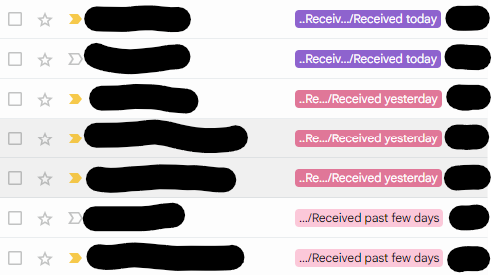 ..Receiv.../Received today
..Receiv.../Received today
..Re.../Received yesterday
..Re.../Received yesterday
..Re.../Received yesterday
.../Received past few days
.../Received past few days